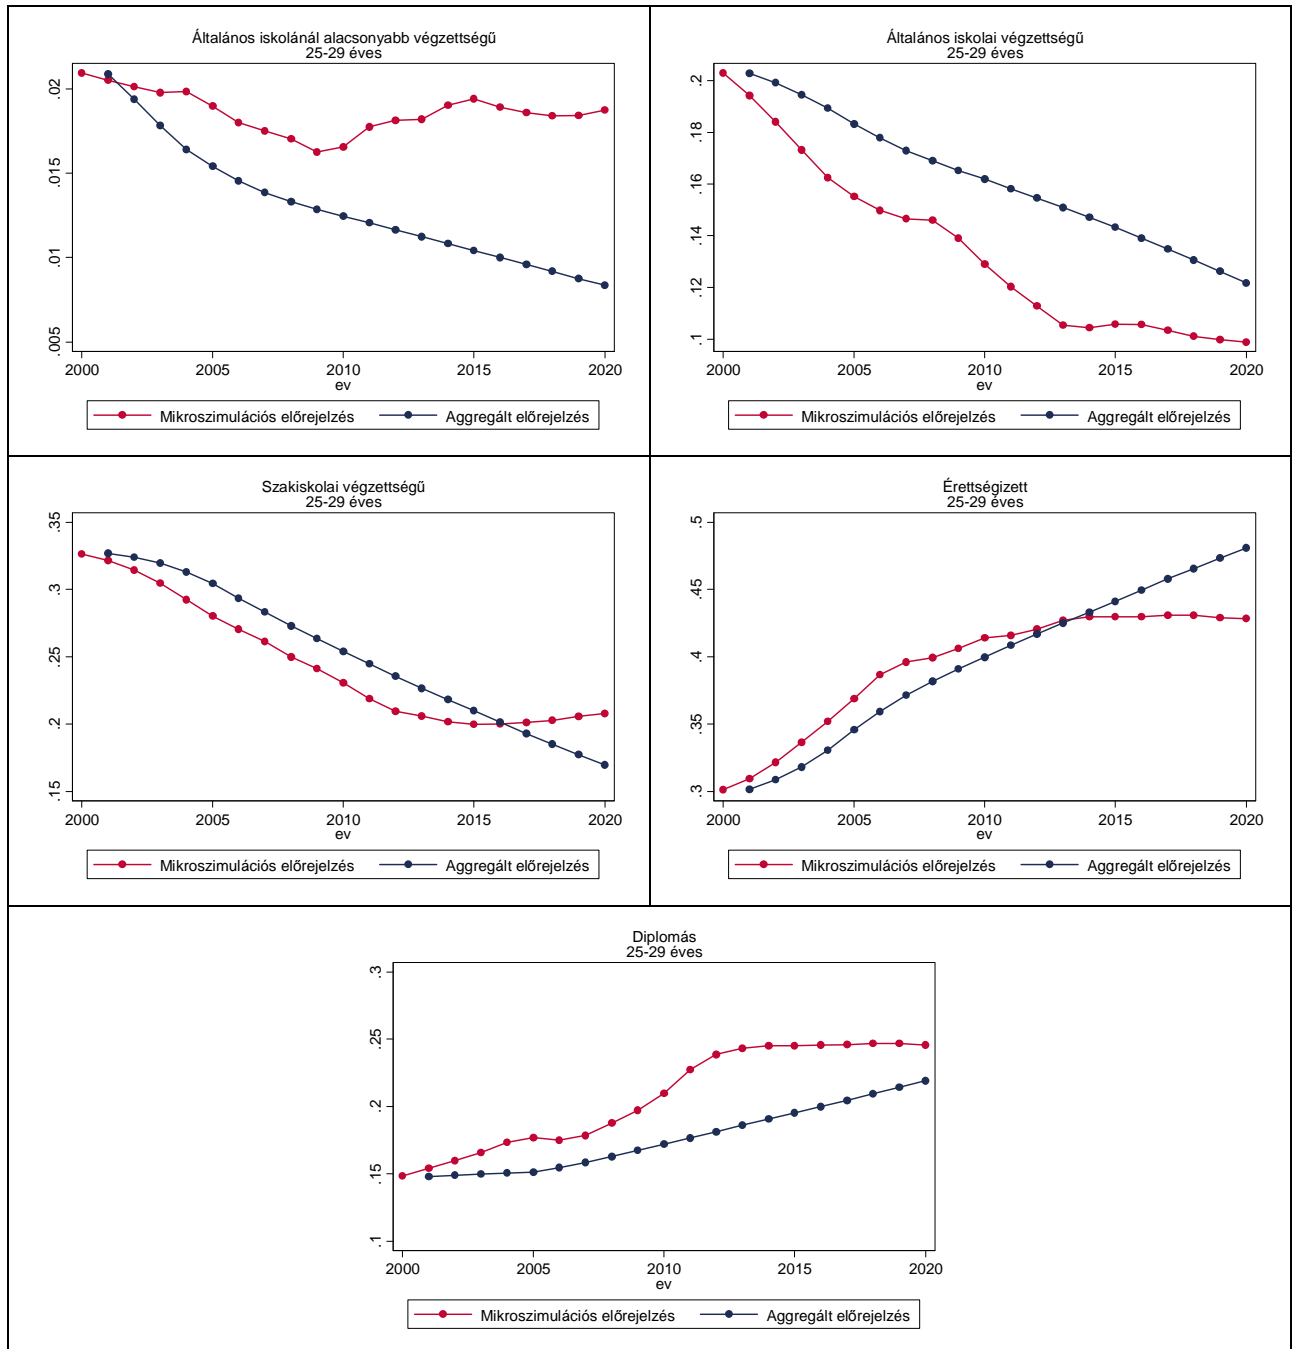 Általános iskolánál alacsonyabb végzettségű
25-29 éves
.02
.015
.01
.005
2000 2005 2010 2015 2020
ev
Mikroszimulációs előrejelzés Aggregált előrejelzés
Általános iskolai végzettségű
25-29 éves
.2
.18
.16
.14
.12
.1
2000 2005 2010 2015 2020
ev
Mikroszimulációs előrejelzés Aggregált előrejelzés
Szakiskolai végzettségű
25-29 éves
.35
.3
.25
.2
.15
2000 2005 2010 2015 2020
ev
Mikroszimulációs előrejelzés Aggregált előrejelzés
Érettségizett
25-29 éves
.5
.45
.4
.35
.3
2000 2005 2010 2015 2020
ev
Mikroszimulációs előrejelzés Aggregált előrejelzés
Diplomás
25-29 éves
.3
.25
.2
.15
.1
2000 2005 2010 2015 2020
ev
Mikroszimulációs előrejelzés Aggregált előrejelzés